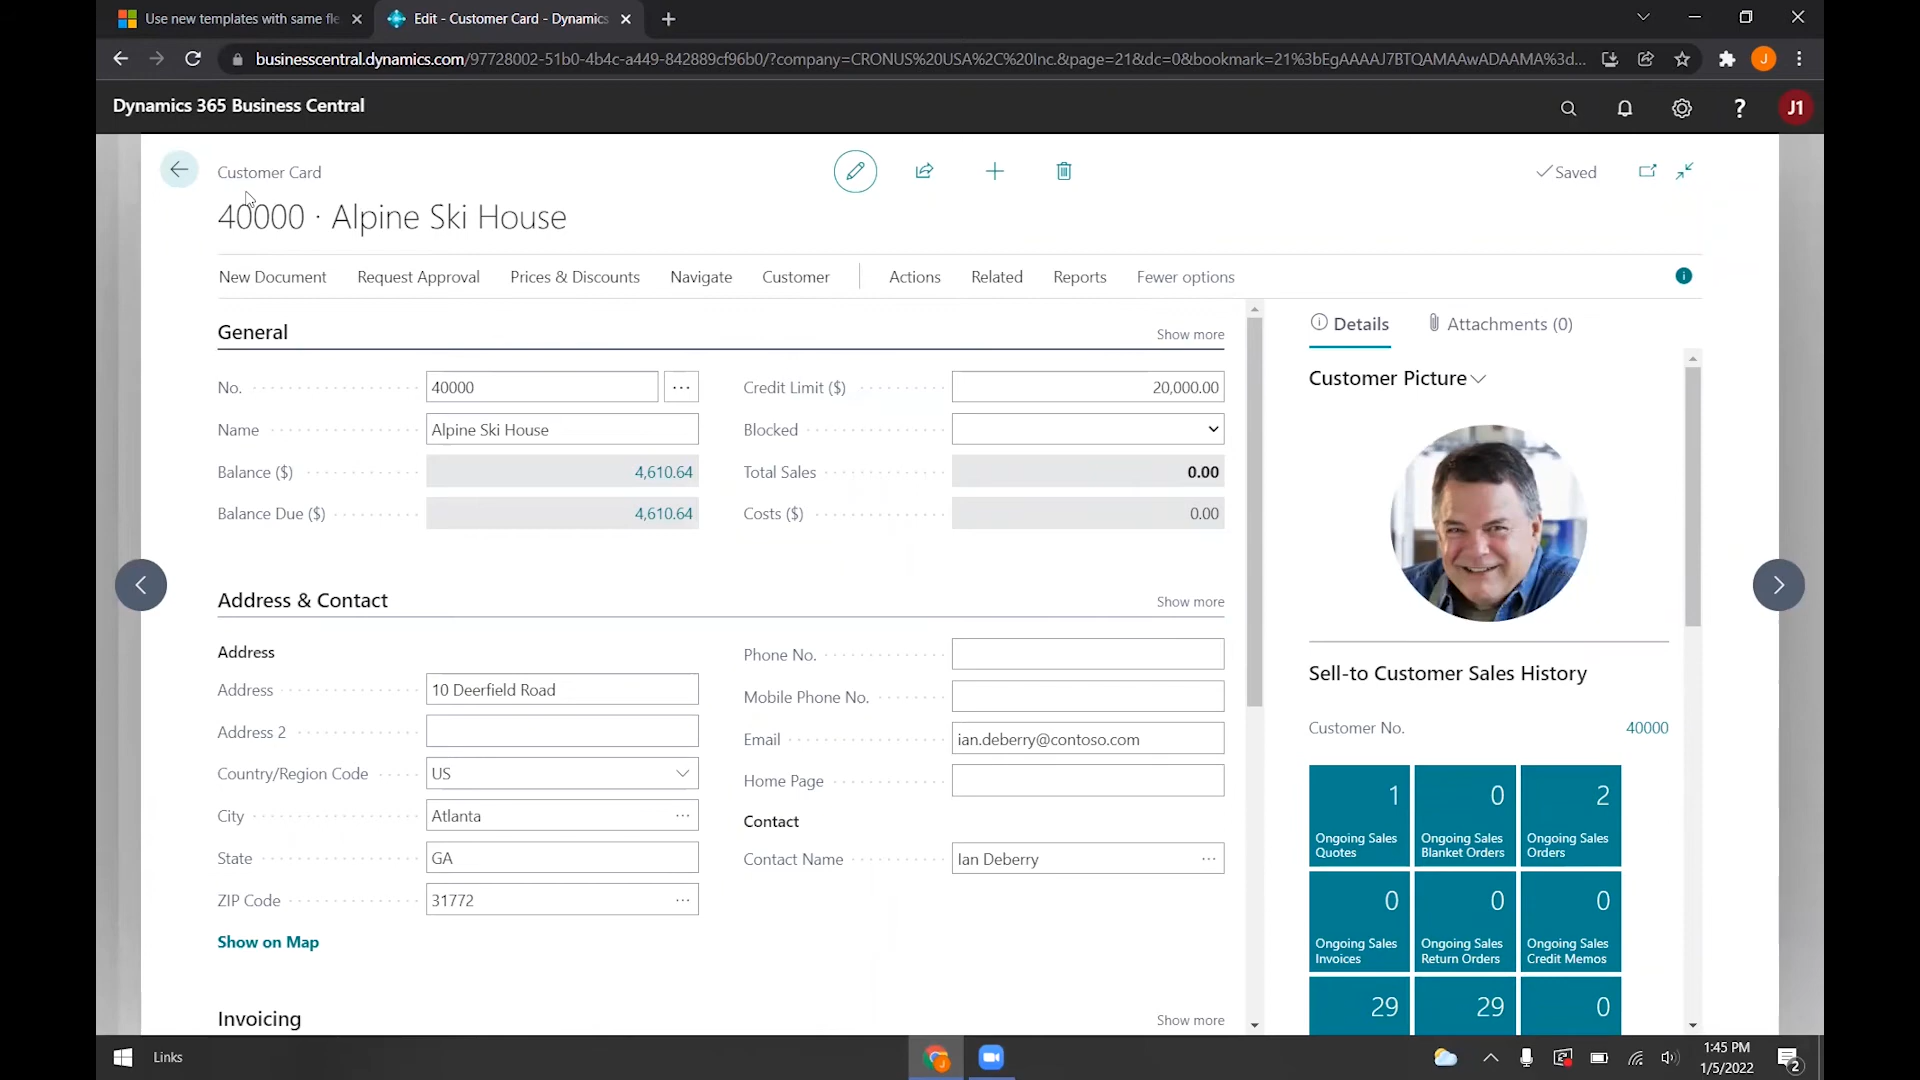 Use new templates with same fle
Edit - Customer Card - Dynamics
businesscentral.dynamics.com/97728002-51b0-4b4c-a449-842889cf96b0/?company=CRONUS%20USA%2C%20Inc.&page=21&dc=0&bookmark=21%3bEgAAAAJ7BTQAMAAwADAAMA%3d...
J
Dynamics 365 Business Central
J1
Customer Card
Saved
40000 · Alpine Ski House
New Document Request Approval Prices & Discounts Navigate Customer Actions Related Reports Fewer options
General
Show more
No. 40000
Name Alpine Ski House
Balance ($) 4,610.64
Balance Due ($) 4,610.64
Credit Limit ($) 20,000.00
Blocked
Total Sales 0.00
Costs ($) 0.00
Address & Contact
Show more
Address
Address 10 Deerfield Road
Address 2
Country/Region Code US
City Atlanta
State GA
ZIP Code 31772
Show on Map
Phone No.
Mobile Phone No.
Email ian.deberry@contoso.com
Home Page
Contact
Contact Name Ian Deberry
Invoicing
Show more
Details
Attachments (0)
Customer Picture
Sell-to Customer Sales History
Customer No. 40000
1
Ongoing Sales
Quotes
0
Ongoing Sales
Blanket Orders
2
Ongoing Sales
Orders
0
Ongoing Sales
Invoices
0
Ongoing Sales
Return Orders
0
Ongoing Sales
Credit Memos
29
29
0
Links
1:45 PM
1/5/2022
2